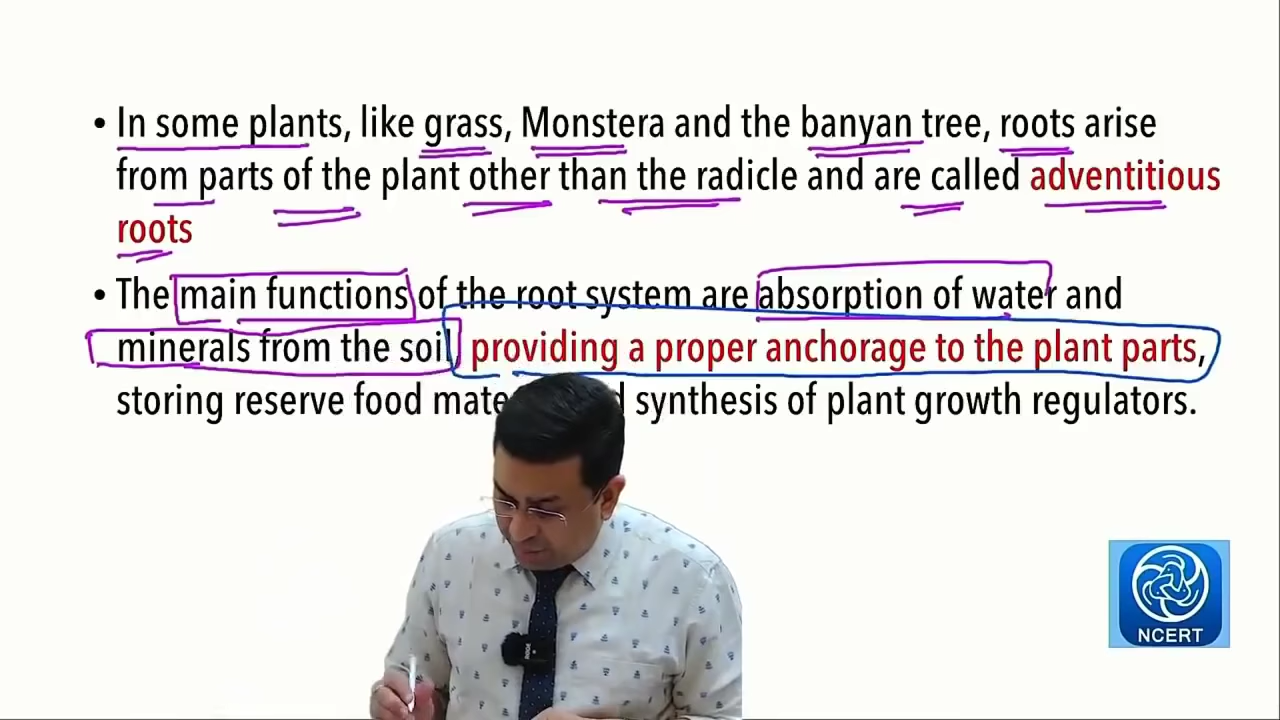 • In some plants, like grass, Monstera and the banyan tree, roots arise
from parts of the plant other than the radicle and are called adventitious
roots
• The main functions of the root system are absorption of water and
minerals from the soil, providing a proper anchorage to the plant parts,
storing reserve food synthesis of plant growth regulators.
NCERT